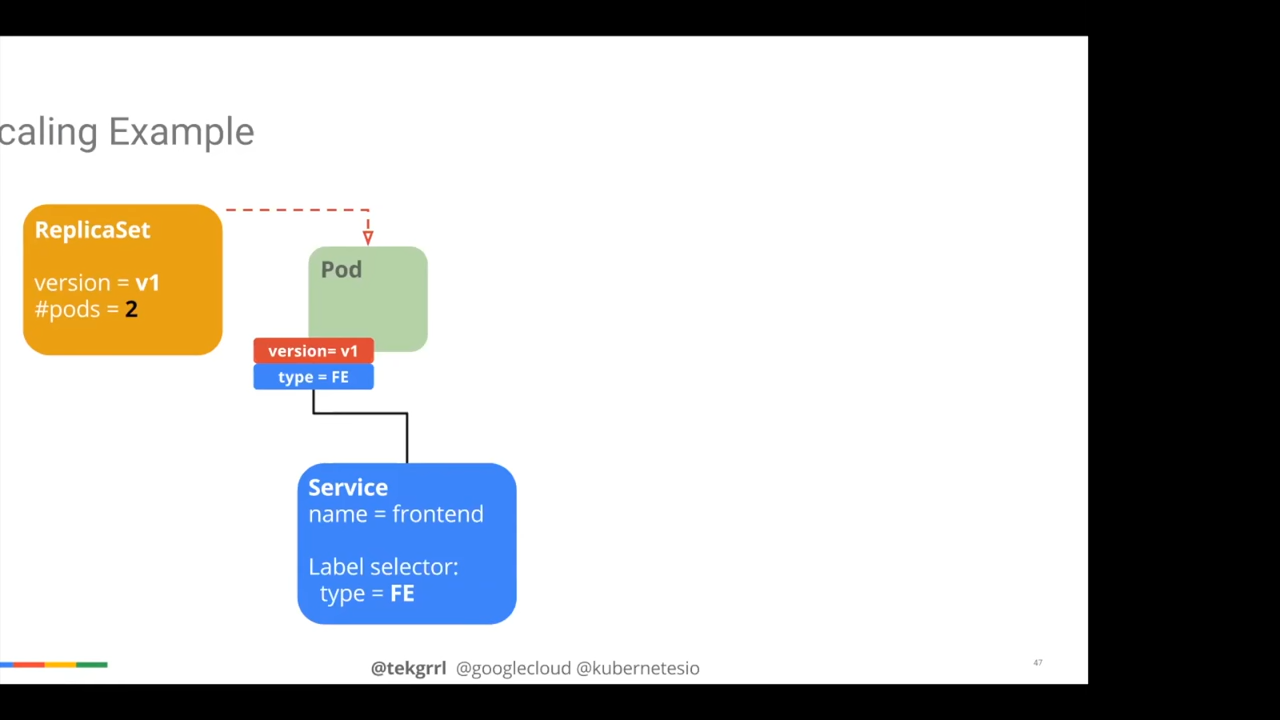 caling Example
ReplicaSet
version = v1
#pods = 2
Pod
version= v1
type = FE
Service
name = frontend
Label selector:
type = FE
@tekgrrl @googlecloud @kubernetesio
47